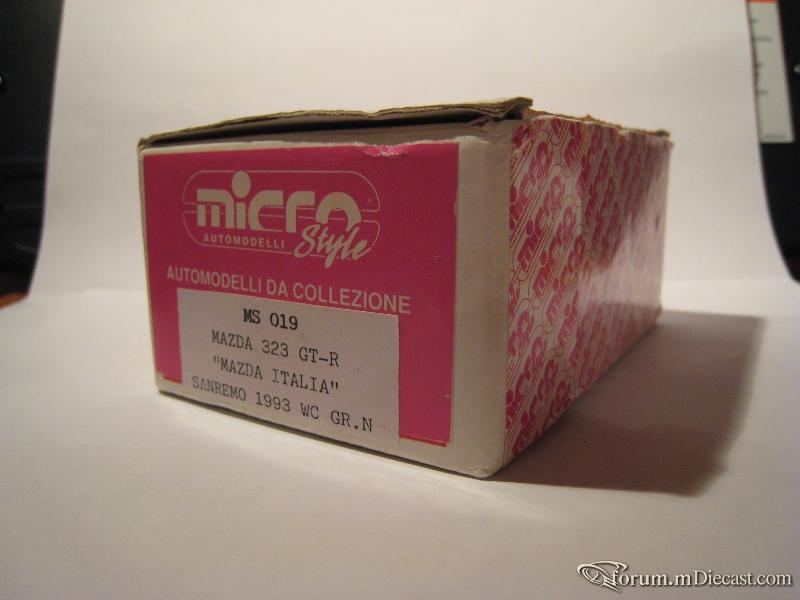 micro
AUTOMODELLI Style
AUTOMODELLI DA COLLEZIONE
MS 019
MAZDA 323 GT-R
"MAZDA ITALIA"
SANREMO 1993 WC GR.N
forum.mDiecast.com